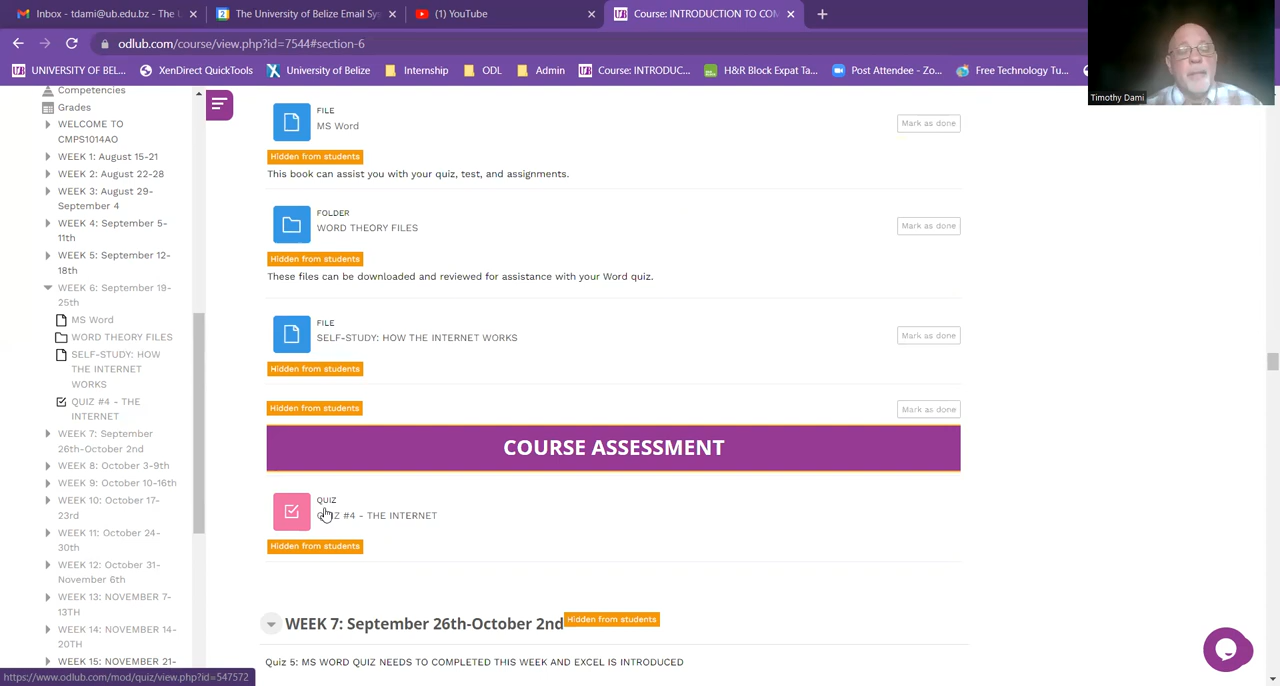 Inbox - tdami@ub.edu.bz - The U
The University of Belize Email Sy
(1) YouTube
Course: INTRODUCTION TO COM
odlub.com/course/view.php?id=7544#section-6
UNIVERSITY OF BEL...
XenDirect QuickTools
University of Belize
Internship
ODL
Admin
Course: INTRODUC...
H&R Block Expat Ta...
Post Attendee - Zo...
Free Technology Tu...
Timothy Dami
Competencies
Grades
WELCOME TO
CMPS1014AO
WEEK 1: August 15-21
WEEK 2: August 22-28
WEEK 3: August 29-
September 4
WEEK 4: September 5-
11th
WEEK 5: September 12-
18th
WEEK 6: September 19-
25th
MS Word
WORD THEORY FILES
SELF-STUDY: HOW
THE INTERNET
WORKS
QUIZ #4 - THE
INTERNET
WEEK 7: September
26th-October 2nd
WEEK 8: October 3-9th
WEEK 9: October 10-16th
WEEK 10: October 17-
23rd
WEEK 11: October 24-
30th
WEEK 12: October 31-
November 6th
WEEK 13: NOVEMBER 7-
13TH
WEEK 14: NOVEMBER 14-
20TH
WEEK 15: NOVEMBER 21-
https://www.odlub.com/mod/quiz/view.php?id=547572
FILE
MS Word
Mark as done
Hidden from students
This book can assist you with your quiz, test, and assignments.
FOLDER
WORD THEORY FILES
Mark as done
Hidden from students
These files can be downloaded and reviewed for assistance with your Word quiz.
FILE
SELF-STUDY: HOW THE INTERNET WORKS
Mark as done
Hidden from students
Hidden from students
Mark as done
COURSE ASSESSMENT
QUIZ
QUIZ #4 - THE INTERNET
Hidden from students
WEEK 7: September 26th-October 2nd
Hidden from students
Quiz 5: MS WORD QUIZ NEEDS TO COMPLETED THIS WEEK AND EXCEL IS INTRODUCED